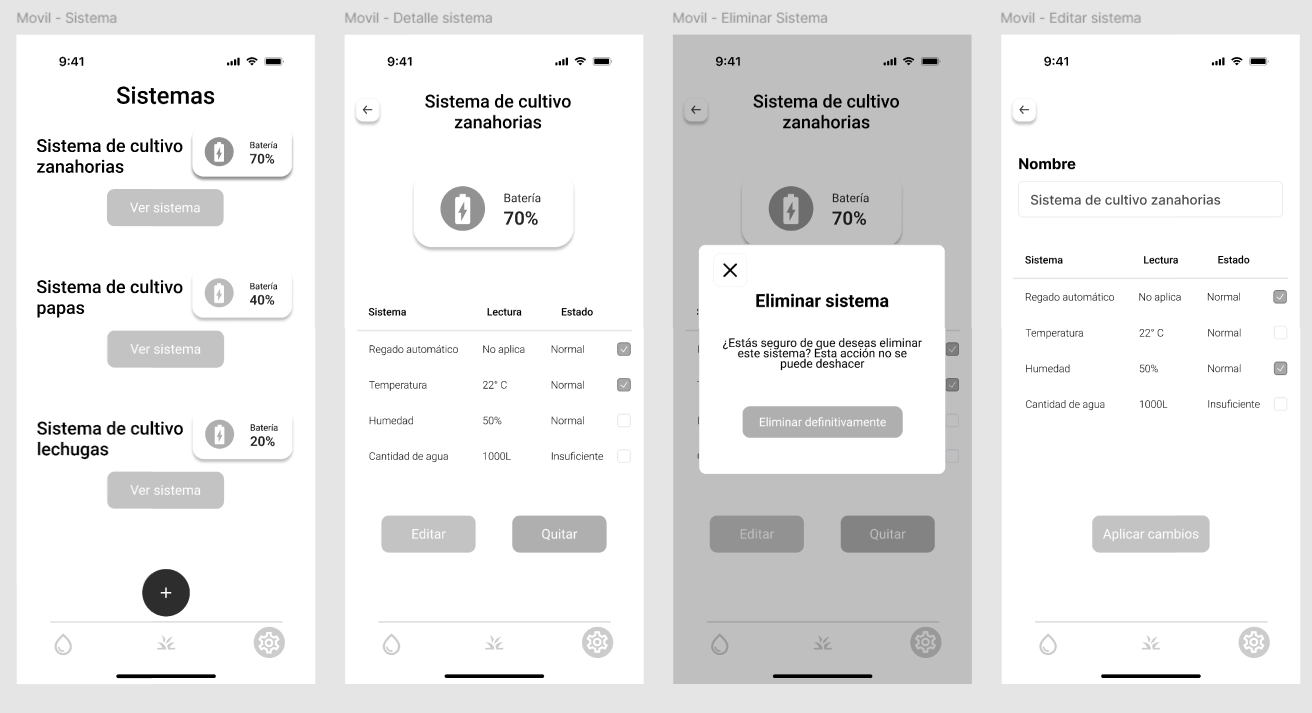 Movil - Sistema
9:41
Sistemas
Sistema de cultivo
zanahorias
Batería
70%
Ver sistema
Sistema de cultivo
papas
Batería
40%
Ver sistema
Sistema de cultivo
lechugas
Batería
20%
Ver sistema
+
Movil - Detalle sistema
9:41
Sistema de cultivo
zanahorias
Batería
70%
Sistema Lectura Estado
Regado automático No aplica Normal
Temperatura 22° C Normal
Humedad 50% Normal
Cantidad de agua 1000L Insuficiente
Editar Quitar
Movil - Eliminar Sistema
9:41
Sistema de cultivo
zanahorias
Batería
70%
Eliminar sistema
¿Estás seguro de que deseas eliminar
este sistema? Esta acción no se
puede deshacer
Eliminar definitivamente
Editar Quitar
Movil - Editar sistema
9:41
Nombre
Sistema de cultivo zanahorias
Sistema Lectura Estado
Regado automático No aplica Normal
Temperatura 22° C Normal
Humedad 50% Normal
Cantidad de agua 1000L Insuficiente
Aplicar cambios